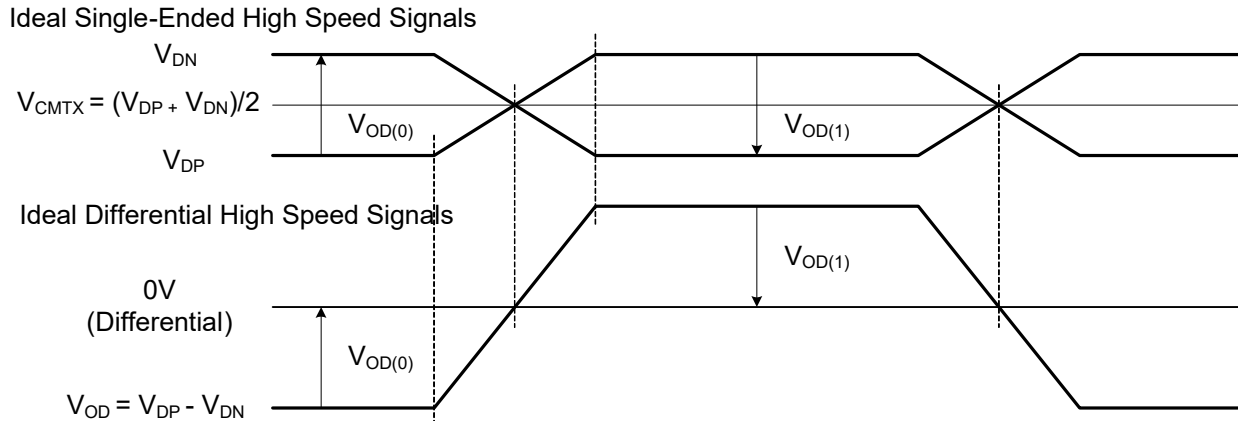 Ideal Single-Ended High Speed Signals
V_DN
V_CMTX = (V_DP + V_DN)/2
V_OD(0)
V_OD(1)
V_DP
Ideal Differential High Speed Signals
V_OD(1)
0V
(Differential)
V_OD(0)
V_OD = V_DP - V_DN